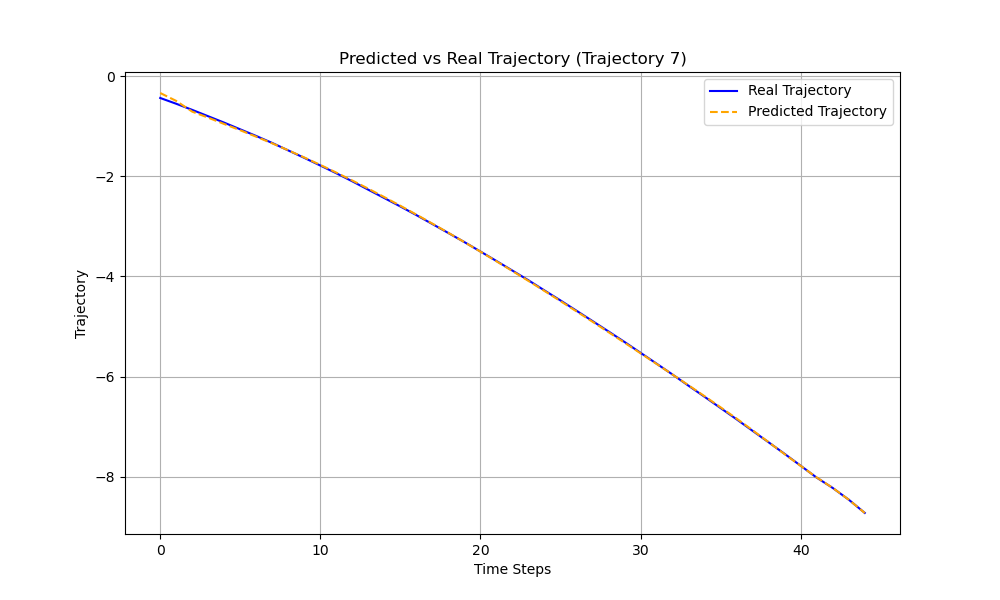 Predicted vs Real Trajectory (Trajectory 7)
Real Trajectory
Predicted Trajectory
Trajectory
0
−2
−4
−6
−8
0 10 20 30 40
Time Steps